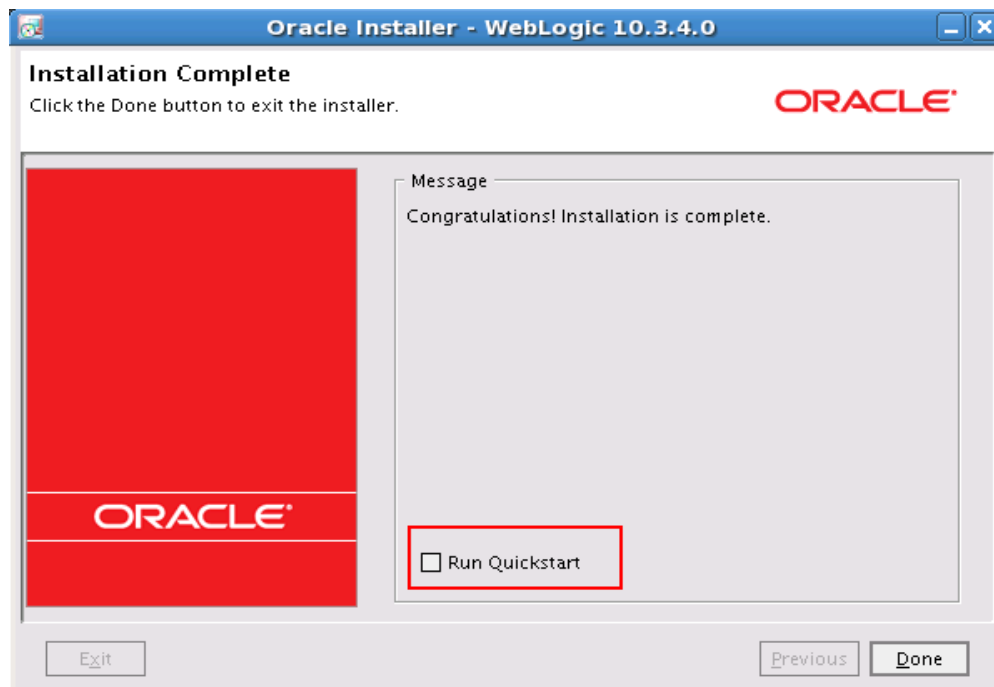 Oracle Installer - WebLogic 10.3.4.0
Installation Complete
Click the Done button to exit the installer.
ORACLE
Message
Congratulations! Installation is complete.
ORACLE
Run Quickstart
Exit
Previous
Done